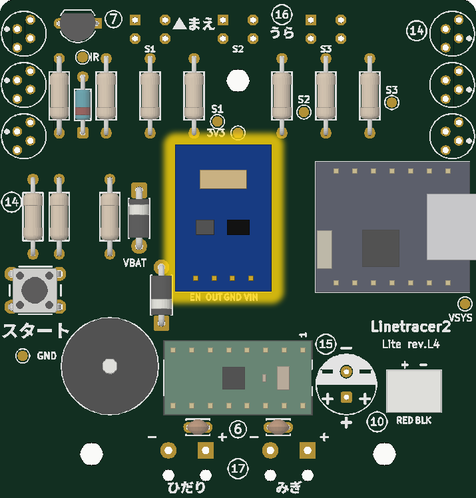 7
▲まえ
16
うら
14
IR
S1
S2
S3
S1
S2
S3
3V3
14
VBAT
EN OUT GND VIN
VSYS
スタート
Linetracer2
Lite rev.L4
GND
1
15
−
+ −
+ +
+
10
RED BLK
− + 6 − +
17
ひだり
みぎ